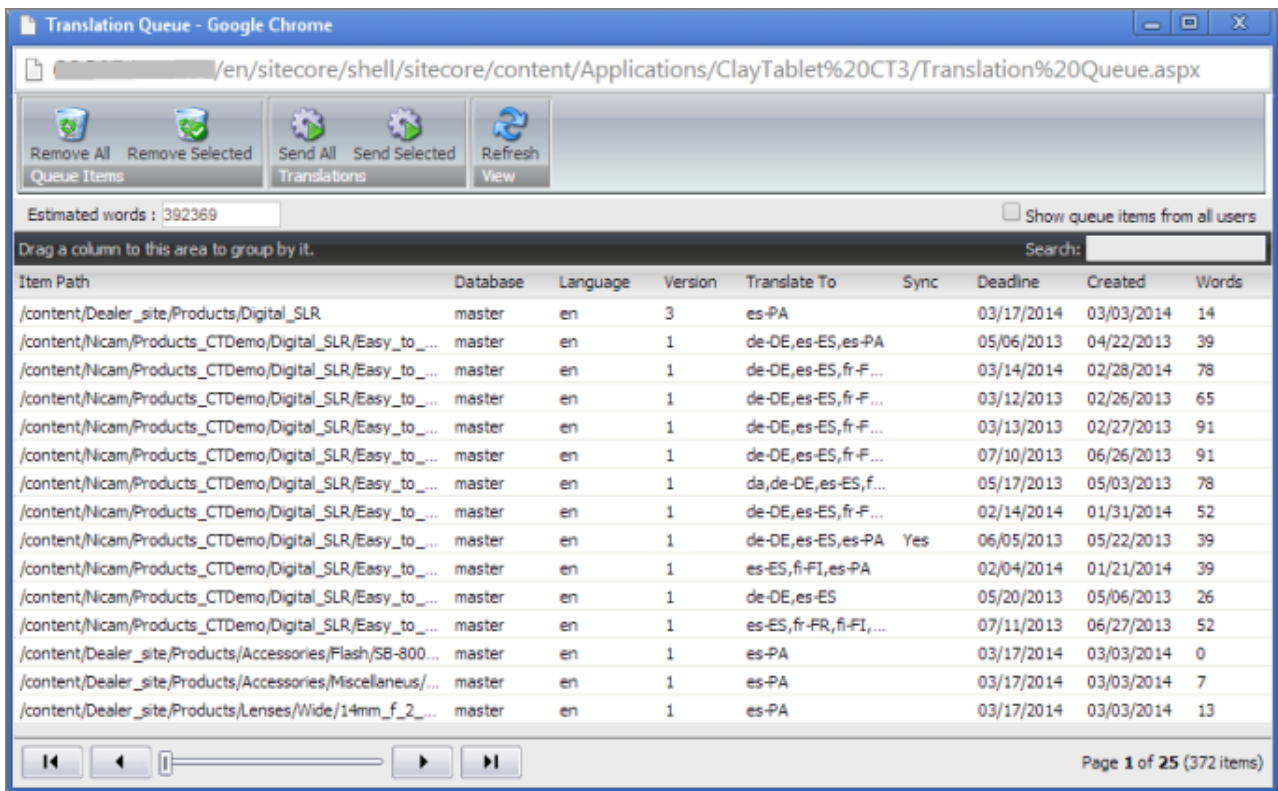 Translation Queue - Google Chrome
/en/sitecore/shell/sitecore/content/Applications/ClayTablet%20CT3/Translation%20Queue.aspx
Remove All Remove Selected Send All Send Selected Refresh
Queue Items Translations View
Estimated words : 392369 Show queue items from all users
Drag a column to this area to group by it. Search:
Item Path Database Language Version Translate To Sync Deadline Created Words
/content/Dealer_site/Products/Digital_SLR master en 3 es-PA 03/17/2014 03/03/2014 14
/content/Nicam/Products_CTDemo/Digital_SLR/Easy_to_... master en 1 de-DE,es-ES,es-PA 05/06/2013 04/22/2013 39
/content/Nicam/Products_CTDemo/Digital_SLR/Easy_to_... master en 1 de-DE,es-ES,fr-F... 03/14/2014 02/28/2014 78
/content/Nicam/Products_CTDemo/Digital_SLR/Easy_to_... master en 1 de-DE,es-ES,fr-F... 03/12/2013 02/26/2013 65
/content/Nicam/Products_CTDemo/Digital_SLR/Easy_to_... master en 1 de-DE,es-ES,fr-F... 03/13/2013 02/27/2013 91
/content/Nicam/Products_CTDemo/Digital_SLR/Easy_to_... master en 1 de-DE,es-ES,fr-F... 07/10/2013 06/26/2013 91
/content/Nicam/Products_CTDemo/Digital_SLR/Easy_to_... master en 1 da,de-DE,es-ES,f... 05/17/2013 05/03/2013 78
/content/Nicam/Products_CTDemo/Digital_SLR/Easy_to_... master en 1 de-DE,es-ES,fr-F... 02/14/2014 01/31/2014 52
/content/Nicam/Products_CTDemo/Digital_SLR/Easy_to_... master en 1 de-DE,es-ES,es-PA Yes 06/05/2013 05/22/2013 39
/content/Nicam/Products_CTDemo/Digital_SLR/Easy_to_... master en 1 es-ES,fi-FI,es-PA 02/04/2014 01/21/2014 39
/content/Nicam/Products_CTDemo/Digital_SLR/Easy_to_... master en 1 de-DE,es-ES 05/20/2013 05/06/2013 26
/content/Nicam/Products_CTDemo/Digital_SLR/Easy_to_... master en 1 es-ES,fr-FR,fi-FI,... 07/11/2013 06/27/2013 52
/content/Dealer_site/Products/Accessories/Flash/SB-800... master en 1 es-PA 03/17/2014 03/03/2014 0
/content/Dealer_site/Products/Accessories/Miscellaneus/... master en 1 es-PA 03/17/2014 03/03/2014 7
/content/Dealer_site/Products/Lenses/Wide/14mm_f_2_... master en 1 es-PA 03/17/2014 03/03/2014 13
Page 1 of 25 (372 items)